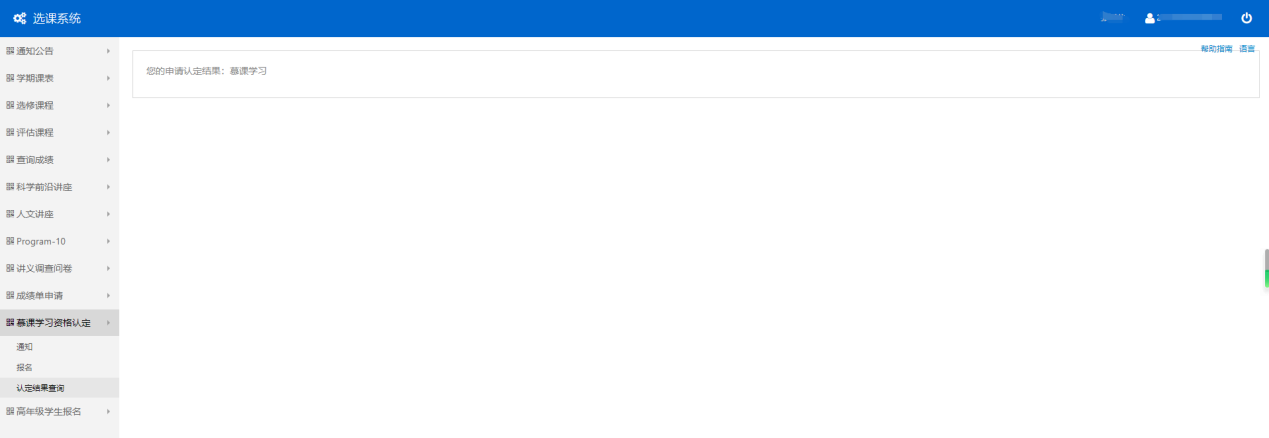 选课系统
帮助指南 语言
您的申请认定结果：慕课学习
通知公告
学期课表
选修课程
评估课程
查询成绩
科学前沿讲座
人文讲座
Program-10
讲义调查问卷
成绩单申请
慕课学习资格认定
通知
报名
认定结果查询
高年级学生报名